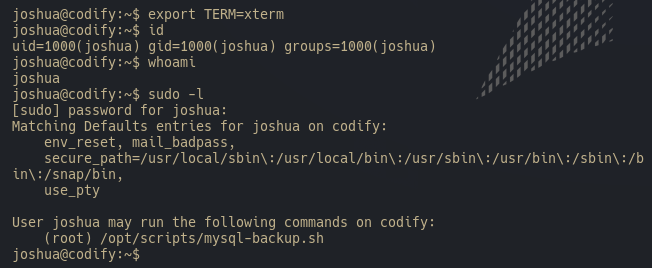 joshua@codify:~$ export TERM=xterm
joshua@codify:~$ id
uid=1000(joshua) gid=1000(joshua) groups=1000(joshua)
joshua@codify:~$ whoami
joshua
joshua@codify:~$ sudo -l
[sudo] password for joshua:
Matching Defaults entries for joshua on codify:
    env_reset, mail_badpass,
    secure_path=/usr/local/sbin\:/usr/local/bin\:/usr/sbin\:/usr/bin\:/sbin\:/b
in\:/snap/bin,
    use_pty

User joshua may run the following commands on codify:
    (root) /opt/scripts/mysql-backup.sh
joshua@codify:~$